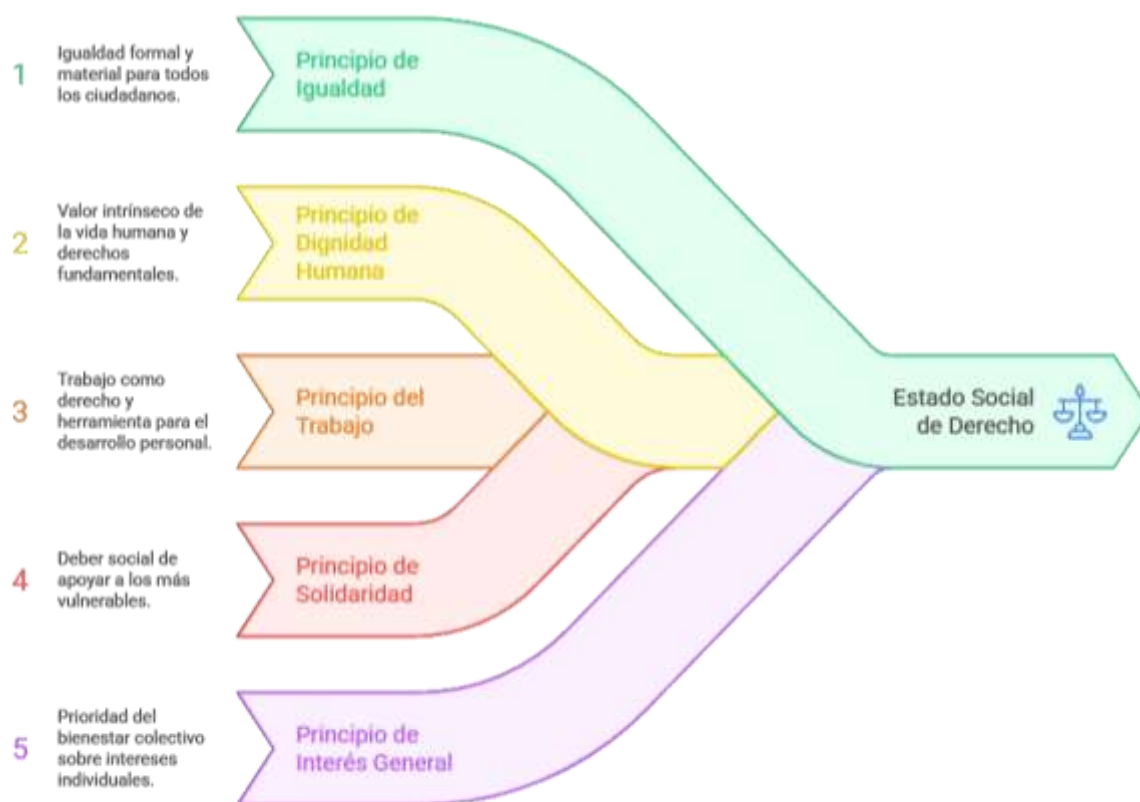 1
Igualdad formal y
material para todos
los ciudadanos.
Principio de
Igualdad
2
Valor intrínseco de
la vida humana y
derechos
fundamentales.
Principio de
Dignidad
Humana
3
Trabajo como
derecho y
herramienta para el
desarrollo personal.
Principio del
Trabajo
Estado Social
de Derecho
4
Deber social de
apoyar a los más
vulnerables.
Principio de
Solidaridad
5
Prioridad del
bienestar colectivo
sobre intereses
individuales.
Principio de
Interés General